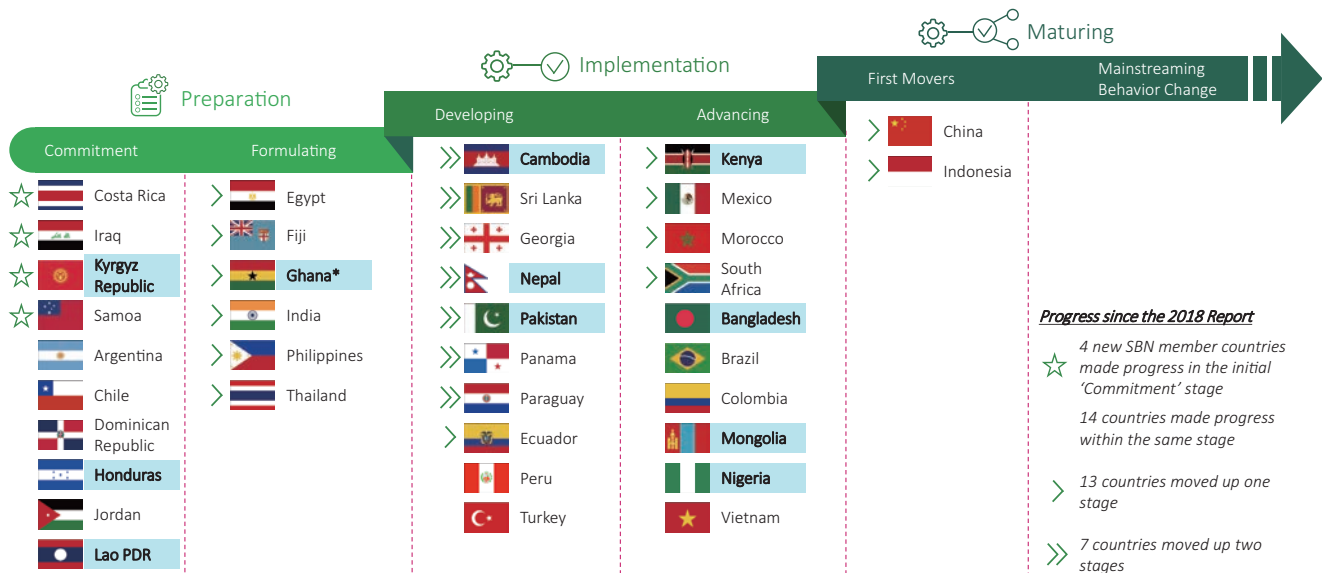 Preparation
Implementation
Maturing
Commitment
Formulating
Developing
Advancing
First Movers
Mainstreaming
Behavior Change
Costa Rica
Iraq
Kyrgyz
Republic
Samoa
Argentina
Chile
Dominican
Republic
Honduras
Jordan
Lao PDR
Egypt
Fiji
Ghana*
India
Philippines
Thailand
Cambodia
Sri Lanka
Georgia
Nepal
Pakistan
Panama
Paraguay
Ecuador
Peru
Turkey
Kenya
Mexico
Morocco
South
Africa
Bangladesh
Brazil
Colombia
Mongolia
Nigeria
Vietnam
China
Indonesia
Progress since the 2018 Report
4 new SBN member countries
made progress in the initial
‘Commitment’ stage
14 countries made progress
within the same stage
13 countries moved up one
stage
7 countries moved up two
stages